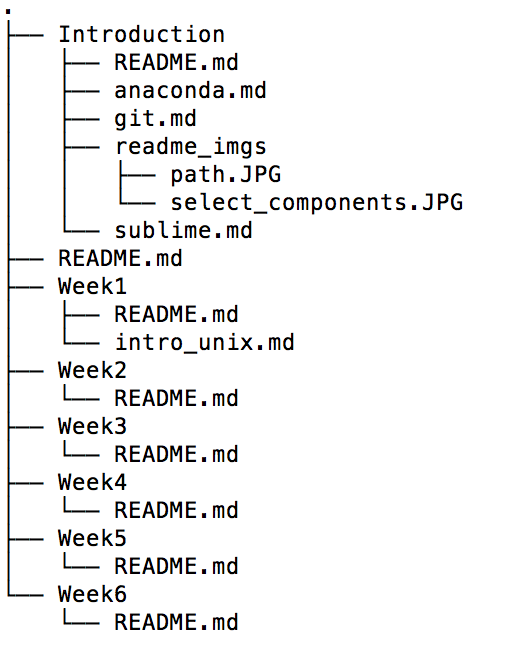 .
├── Introduction
│   ├── README.md
│   ├── anaconda.md
│   ├── git.md
│   ├── readme_imgs
│   │   ├── path.JPG
│   │   └── select_components.JPG
│   └── sublime.md
├── README.md
├── Week1
│   ├── README.md
│   └── intro_unix.md
├── Week2
│   └── README.md
├── Week3
│   └── README.md
├── Week4
│   └── README.md
├── Week5
│   └── README.md
└── Week6
    └── README.md